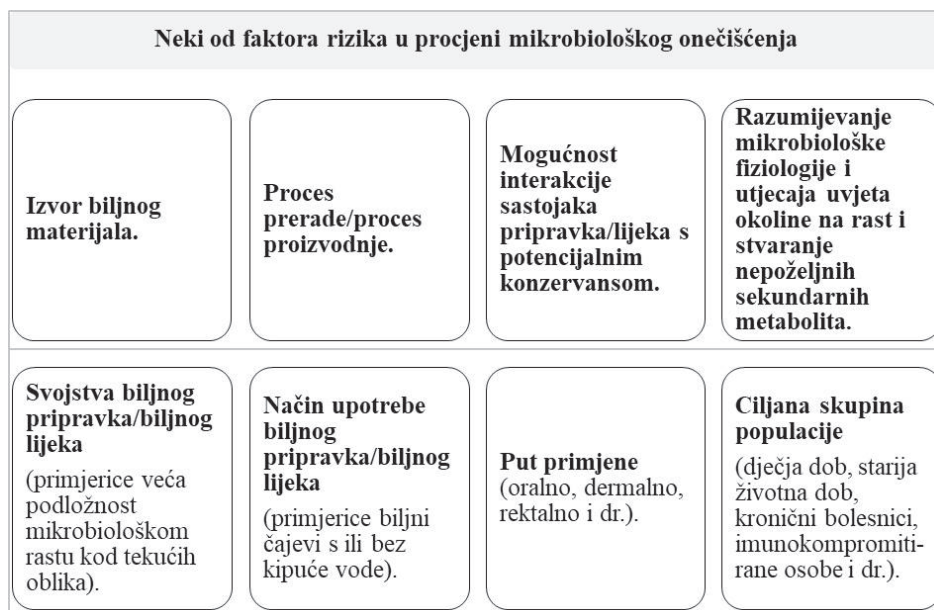 Neki od faktora rizika u procjeni mikrobiološkog onečišćenja
Izvor biljnog
materijala.
Proces
prerade/proces
proizvodnje.
Mogućnost
interakcije
sastojaka
pripravka/lijeka s
potencijalnim
konzervansom.
Razumijevanje
mikrobiološke
fiziologije i
utjecaja uvjeta
okoline na rast i
stvaranje
nepoželjnih
sekundarnih
metabolita.
Svojstva biljnog
pripravka/biljnog
lijeka
(primjerice veća
podložnost
mikrobiološkom
rastu kod tekućih
oblika).
Način upotrebe
biljnog
pripravka/biljnog
lijeka
(primjerice biljni
čajevi s ili bez
kipuće vode).
Put primjene
(oralno, dermalno,
rektalno i dr.).
Ciljana skupina
populacije
(dječja dob, starija
životna dob,
kronični bolesnici,
imunokompromiti-
rane osobe i dr.).